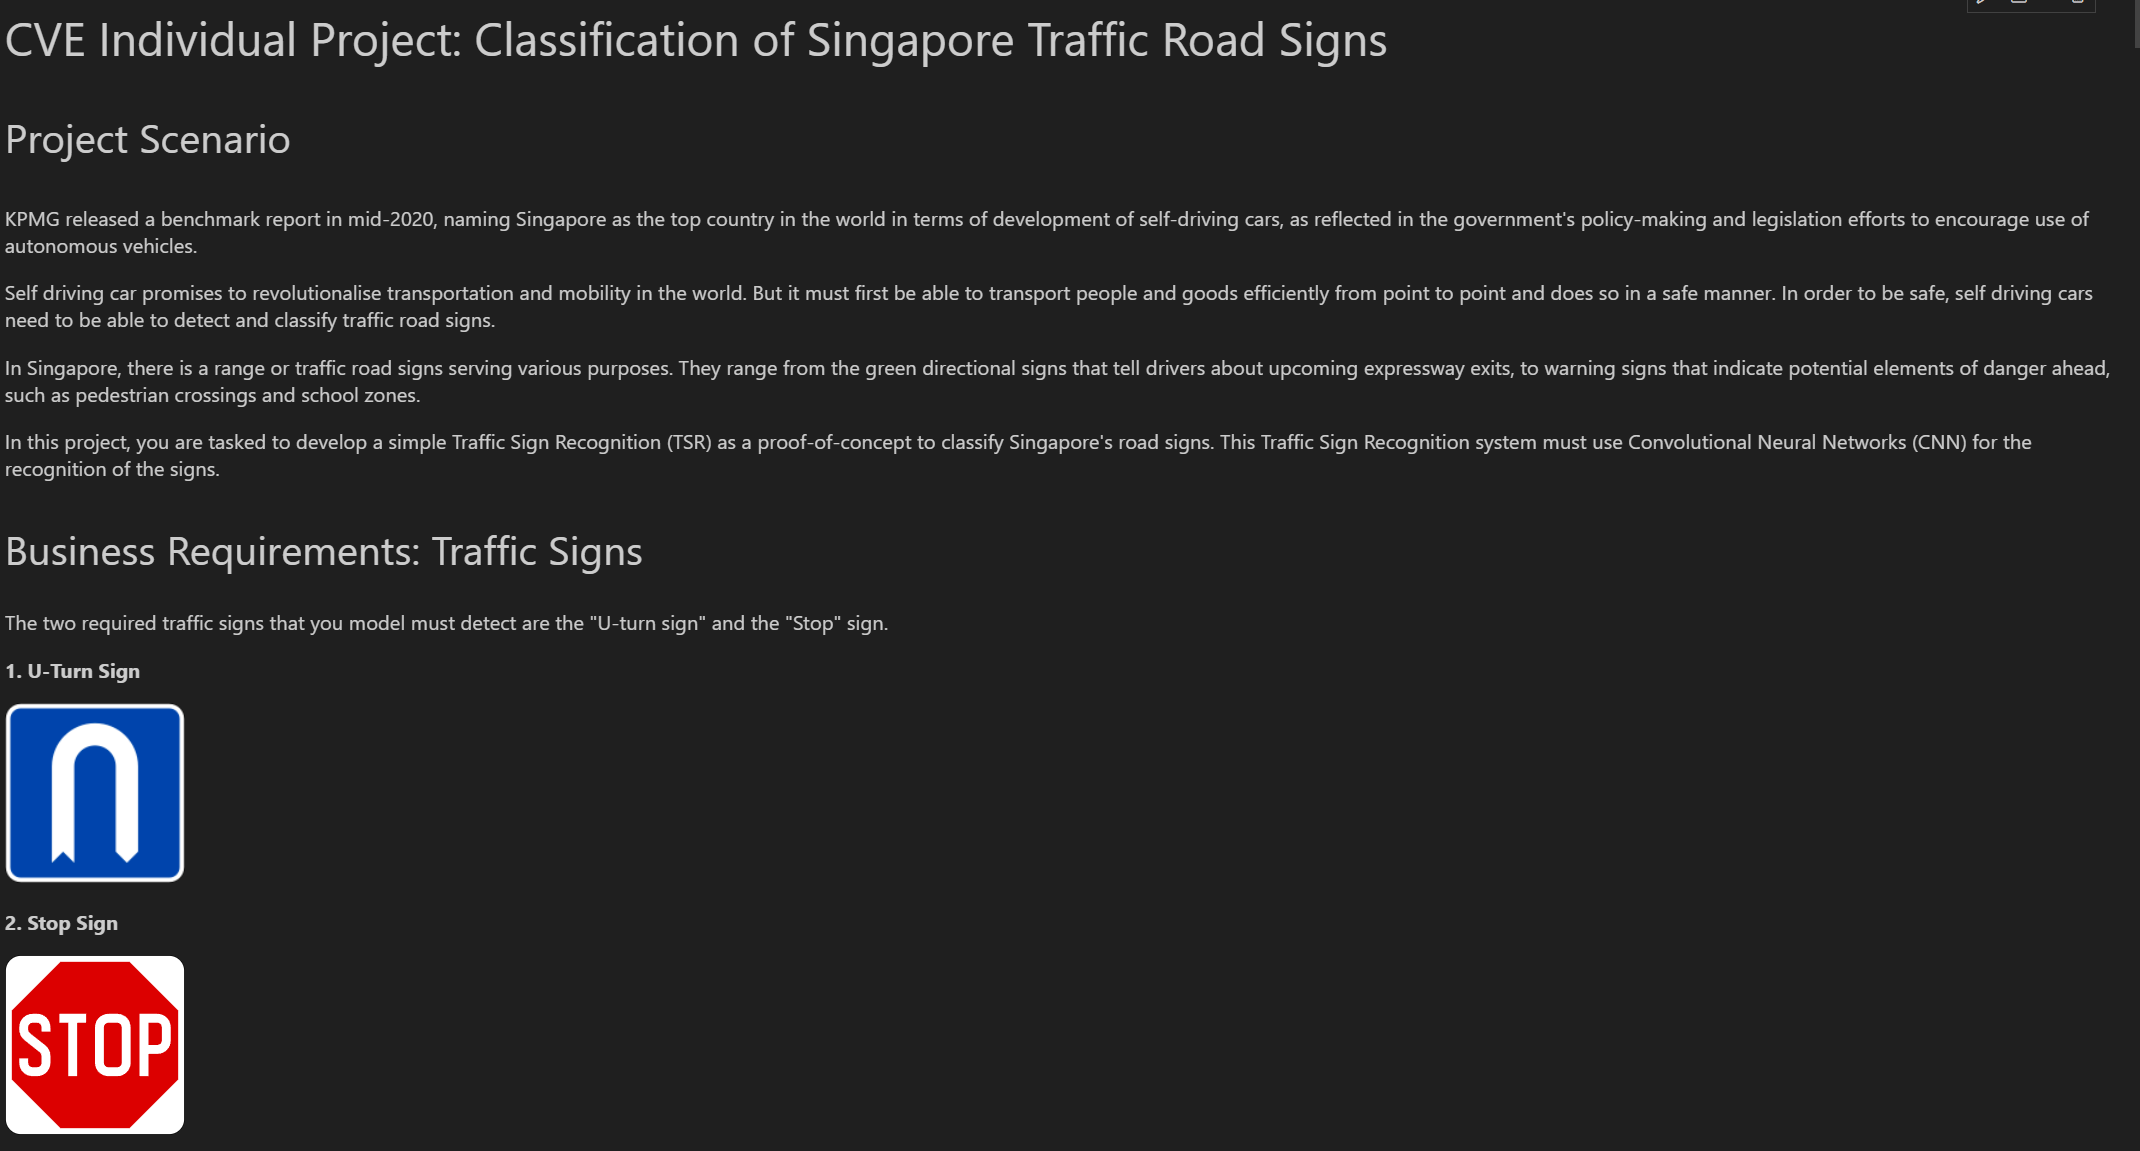 CVE Individual Project: Classification of Singapore Traffic Road Signs
Project Scenario
KPMG released a benchmark report in mid-2020, naming Singapore as the top country in the world in terms of development of self-driving cars, as reflected in the government's policy-making and legislation efforts to encourage use of
autonomous vehicles.
Self driving car promises to revolutionalise transportation and mobility in the world. But it must first be able to transport people and goods efficiently from point to point and does so in a safe manner. In order to be safe, self driving cars
need to be able to detect and classify traffic road signs.
In Singapore, there is a range or traffic road signs serving various purposes. They range from the green directional signs that tell drivers about upcoming expressway exits, to warning signs that indicate potential elements of danger ahead,
such as pedestrian crossings and school zones.
In this project, you are tasked to develop a simple Traffic Sign Recognition (TSR) as a proof-of-concept to classify Singapore's road signs. This Traffic Sign Recognition system must use Convolutional Neural Networks (CNN) for the
recognition of the signs.
Business Requirements: Traffic Signs
The two required traffic signs that you model must detect are the "U-turn sign" and the "Stop" sign.
1. U-Turn Sign
2. Stop Sign
STOP